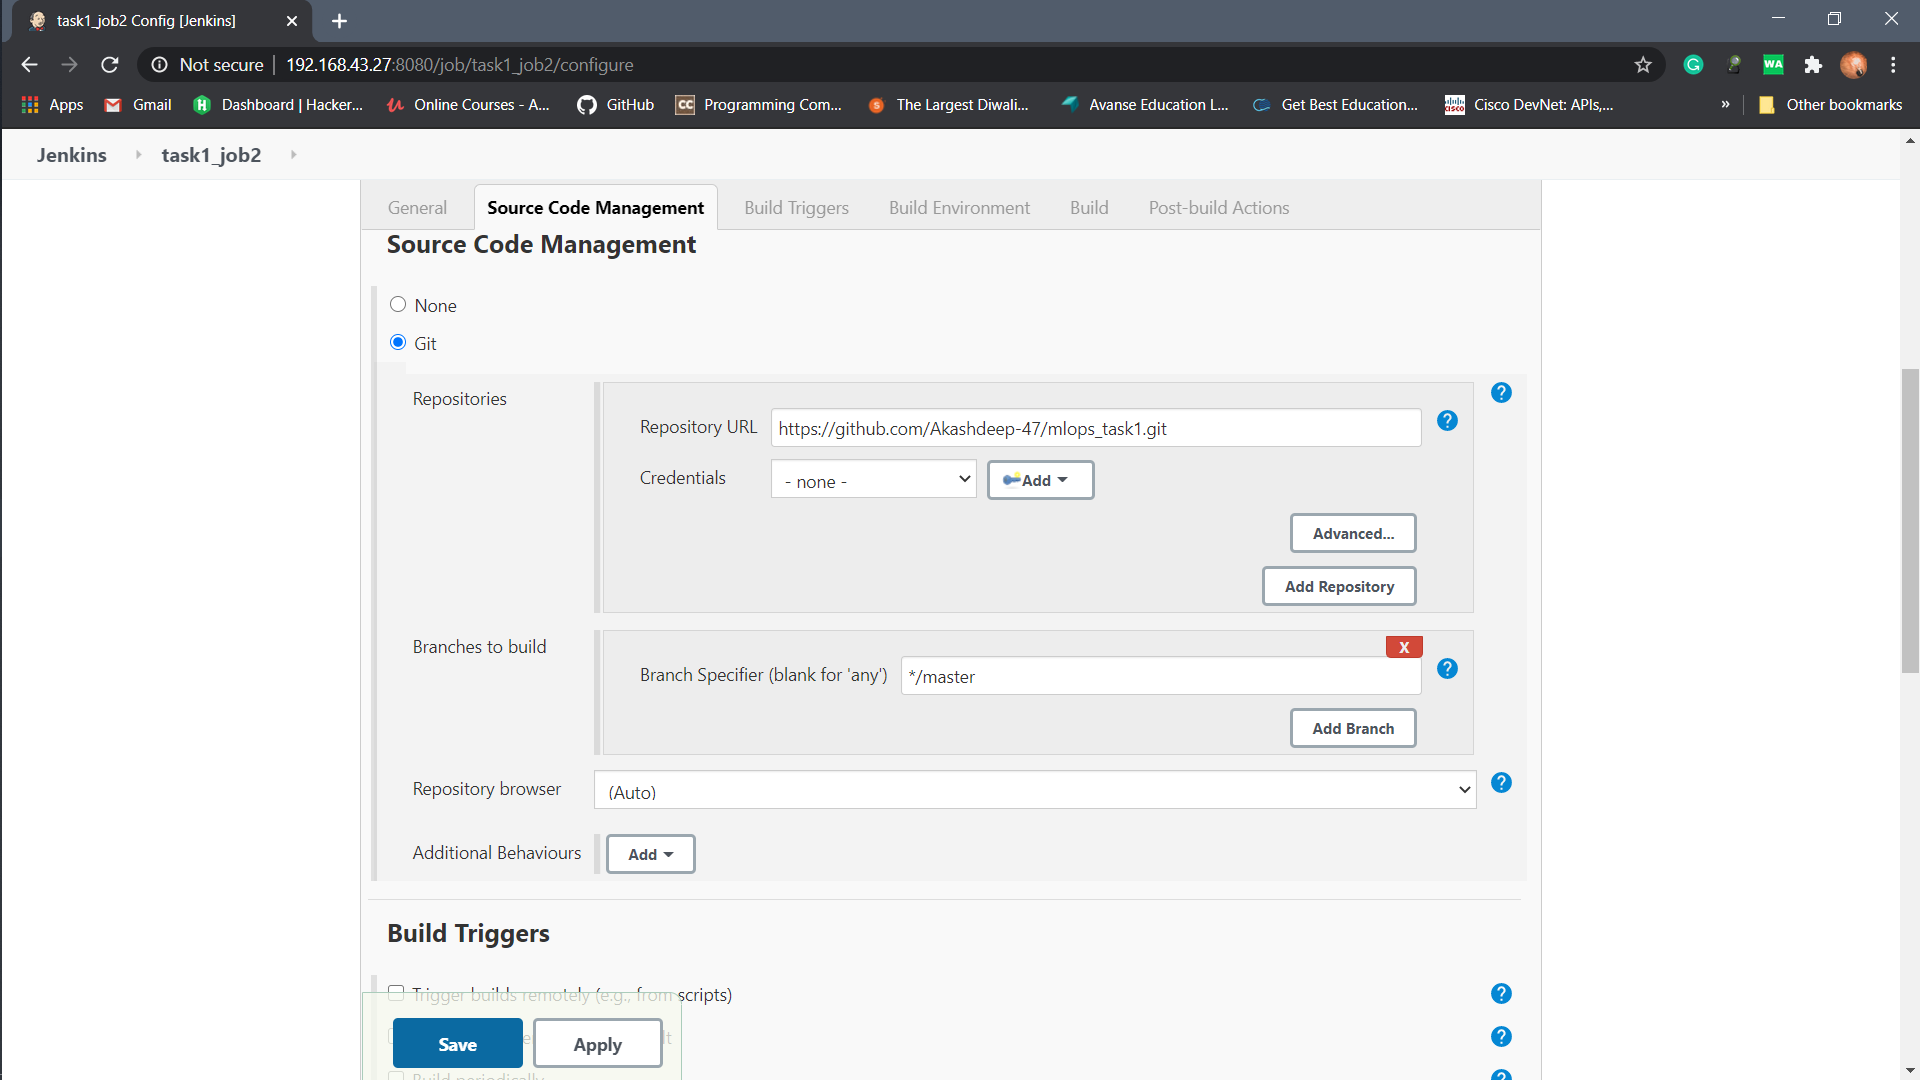 task1_job2 Config [Jenkins]
Not secure | 192.168.43.27:8080/job/task1_job2/configure
Apps Gmail Dashboard | Hacker... Online Courses - A... GitHub Programming Com... The Largest Diwali... Avanse Education L... Get Best Education... Cisco DevNet: APIs,... » Other bookmarks
Jenkins task1_job2
General Source Code Management Build Triggers Build Environment Build Post-build Actions
Source Code Management
None
Git
Repositories
Repository URL https://github.com/Akashdeep-47/mlops_task1.git
Credentials - none - Add
Advanced...
Add Repository
Branches to build
X
Branch Specifier (blank for 'any') */master
Add Branch
Repository browser (Auto)
Additional Behaviours Add
Build Triggers
Trigger builds remotely (e.g., from scripts)
Save Apply
Build periodically